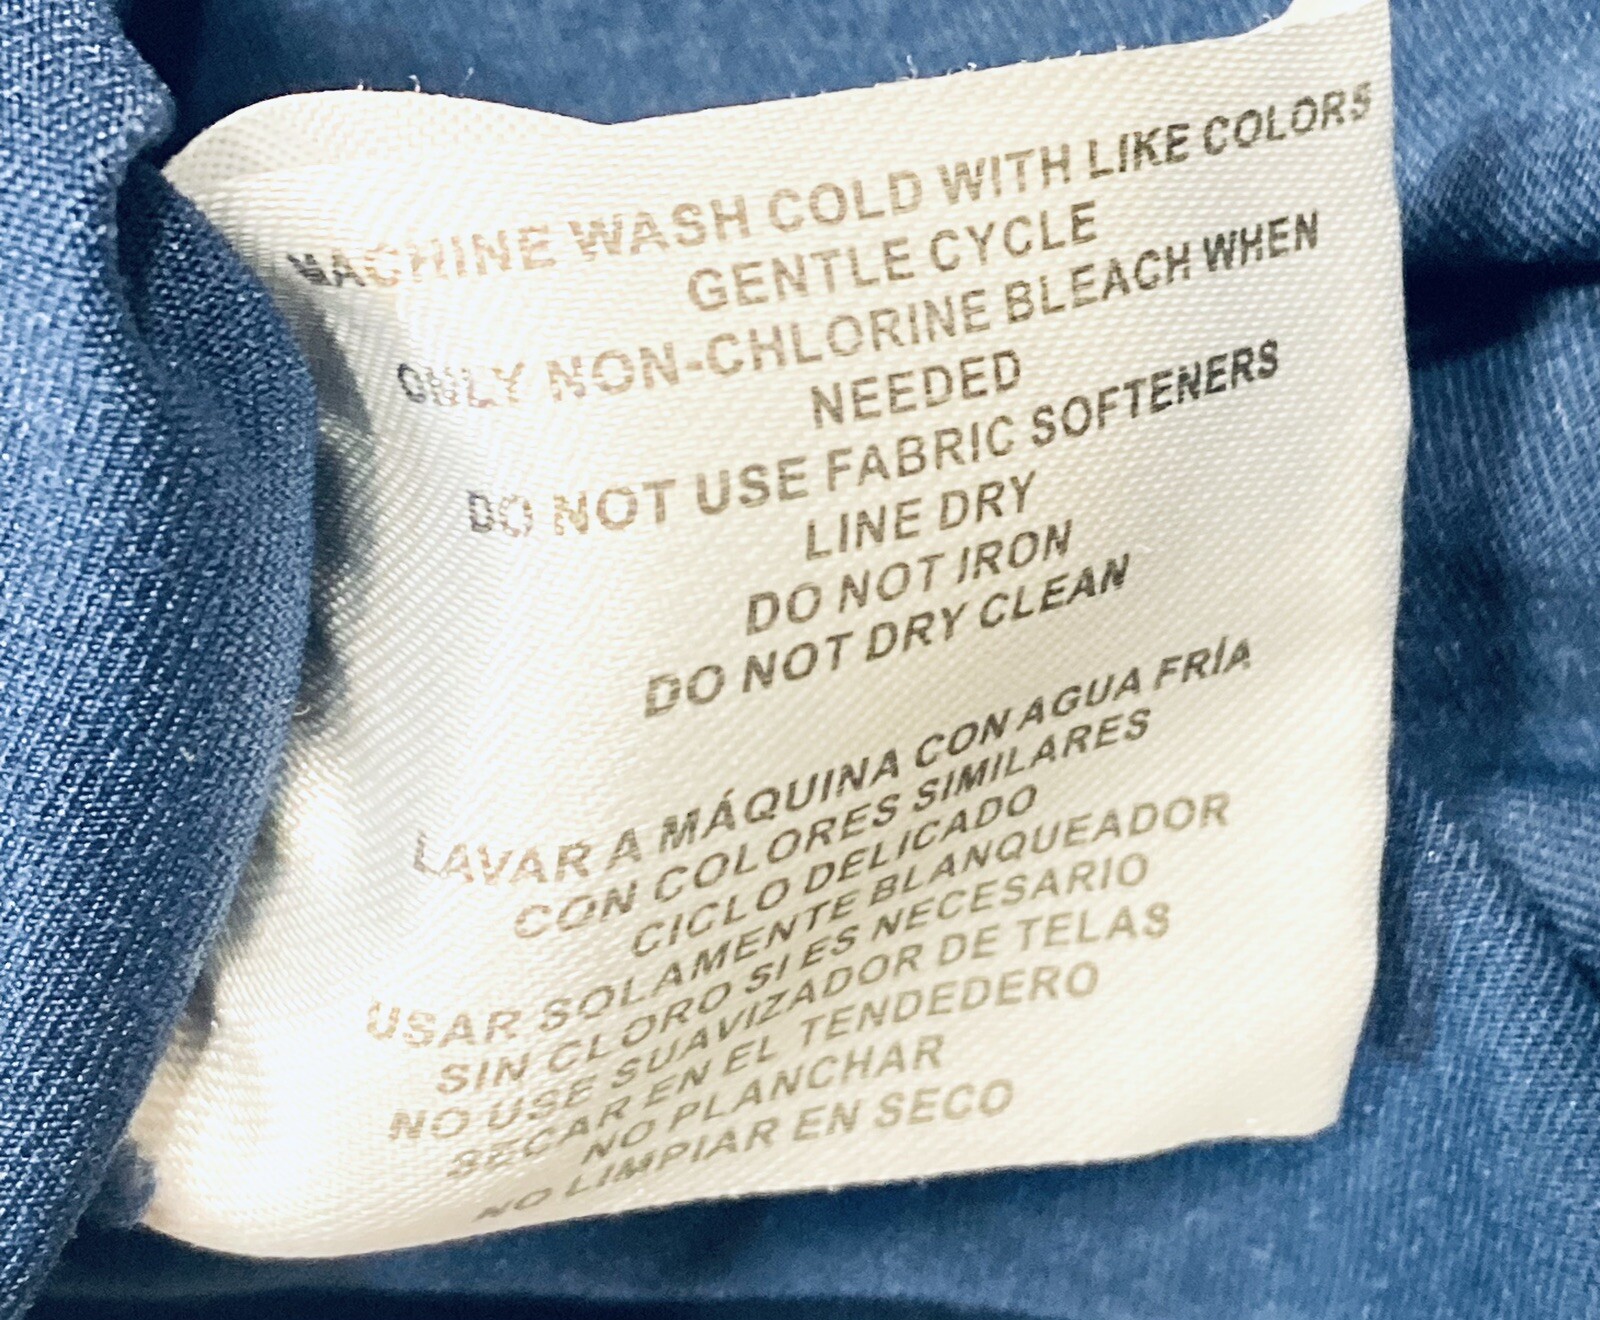 MACHINE WASH COLD WITH LIKE COLORS
GENTLE CYCLE
ONLY NON-CHLORINE BLEACH WHEN
NEEDED
DO NOT USE FABRIC SOFTENERS
LINE DRY
DO NOT IRON
DO NOT DRY CLEAN
LAVAR A MÁQUINA CON AGUA FRÍA
CON COLORES SIMILARES
CICLO DELICADO
USAR SOLAMENTE BLANQUEADOR
SIN CLORO SI ES NECESARIO
NO USE SUAVIZADOR DE TELAS
SECAR EN EL TENDEDERO
NO PLANCHAR
NO LIMPIAR EN SECO